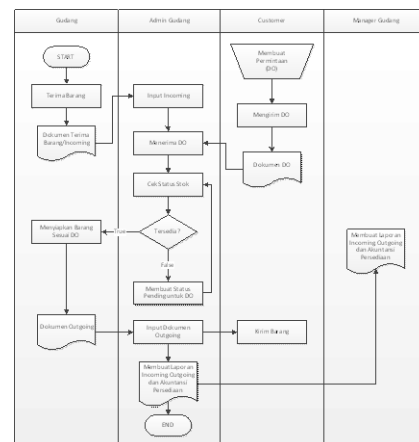 Gudang
Admin Gudang
Customer
Manager Gudang
START
Membuat
Permintaan
(DO)
Terima Barang
Input Incoming
Mengirim DO
Dokumen Terima
Barang/Incoming
Menerima DO
Dokumen DO
Cek Status Stok
Menyiapkan Barang
Sesuai DO
True
Tersedia ?
False
Membuat Status
Pending untuk DO
Membuat Laporan
Incoming Outgoing
dan Akuntansi
Persediaan
Dokumen Outgoing
Input Dokumen
Outgoing
Kirim Barang
Membuat Laporan
Incoming Outgoing
dan Akuntansi
Persediaan
END